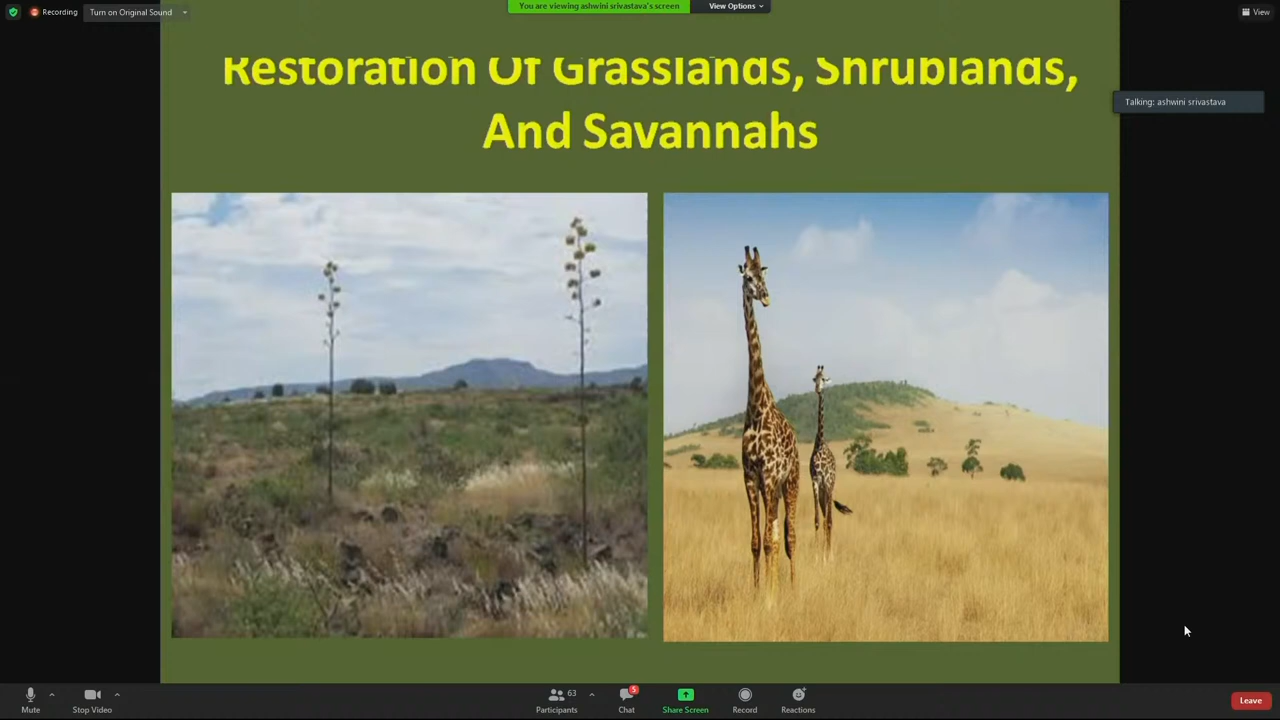 Recording
Turn on Original Sound
You are viewing ashwini srivastava's screen
View Options
View
Restoration Of Grasslands, Shrublands,
And Savannahs
Talking: ashwini srivastava
Mute
Stop Video
63
Participants
5
Chat
Share Screen
Record
Reactions
Leave